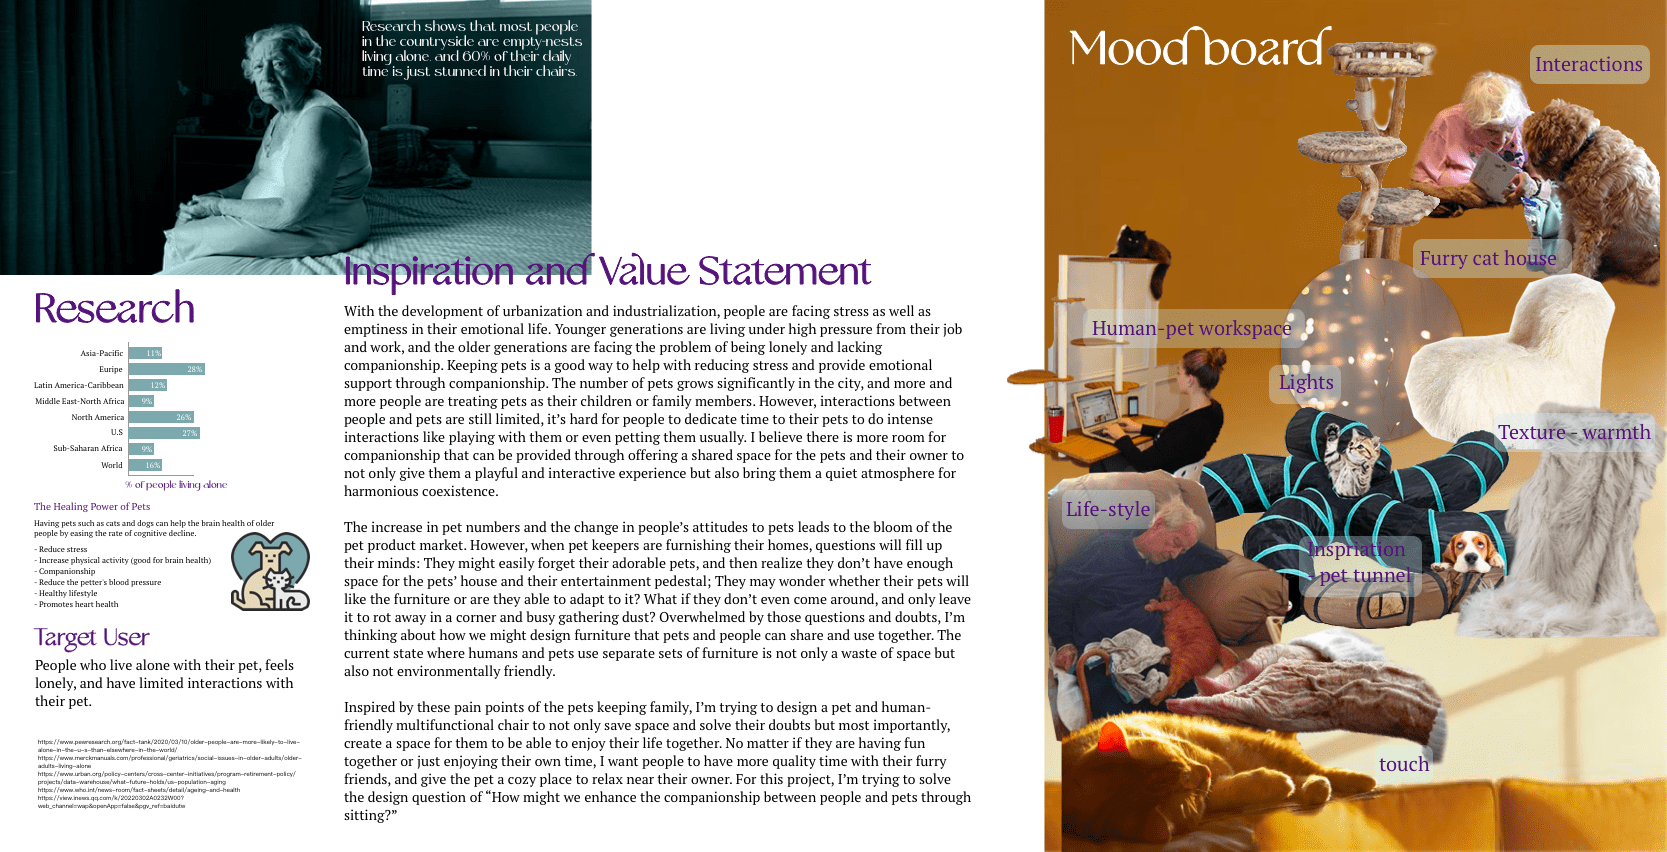 Research shows that most people
in the countryside are empty-nests
living alone, and 60% of their daily
time is just stunned in their chairs.
Research
Asia-Pacific 11%
Euripe 28%
Latin America-Caribbean 12%
Middle East-North Africa 9%
North America 26%
U.S 27%
Sub-Saharan Africa 9%
World 16%
% of people living alone
The Healing Power of Pets
Having pets such as cats and dogs can help the brain health of older
people by easing the rate of cognitive decline.
- Reduce stress
- Increase physical activity (good for brain health)
- Companionship
- Reduce the petter's blood pressure
- Healthy lifestyle
- Promotes heart health
Target User
People who live alone with their pet, feels
lonely, and have limited interactions with
their pet.
https://www.pewresearch.org/fact-tank/2020/03/10/older-people-are-more-likely-to-live-
alone-in-the-u-s-than-elsewhere-in-the-world/
https://www.merckmanuals.com/professional/geriatrics/social-issues-in-older-adults/older-
adults-living-alone
https://www.urban.org/policy-centers/cross-center-initiatives/program-retirement-policy/
projects/data-warehouse/what-future-holds/us-population-aging
https://www.who.int/news-room/fact-sheets/detail/ageing-and-health
https://view.inews.qq.com/k/20220302A0232W00?
web_channel=wap&openApp=false&pgv_ref=baidutw
Inspiration and Value Statement
With the development of urbanization and industrialization, people are facing stress as well as
emptiness in their emotional life. Younger generations are living under high pressure from their job
and work, and the older generations are facing the problem of being lonely and lacking
companionship. Keeping pets is a good way to help with reducing stress and provide emotional
support through companionship. The number of pets grows significantly in the city, and more and
more people are treating pets as their children or family members. However, interactions between
people and pets are still limited, it's hard for people to dedicate time to their pets to do intense
interactions like playing with them or even petting them usually. I believe there is more room for
companionship that can be provided through offering a shared space for the pets and their owner to
not only give them a playful and interactive experience but also bring them a quiet atmosphere for
harmonious coexistence.
The increase in pet numbers and the change in people's attitudes to pets leads to the bloom of the
pet product market. However, when pet keepers are furnishing their homes, questions will fill up
their minds: They might easily forget their adorable pets, and then realize they don't have enough
space for the pets' house and their entertainment pedestal; They may wonder whether their pets will
like the furniture or are they able to adapt to it? What if they don't even come around, and only leave
it to rot away in a corner and busy gathering dust? Overwhelmed by those questions and doubts, I'm
thinking about how we might design furniture that pets and people can share and use together. The
current state where humans and pets use separate sets of furniture is not only a waste of space but
also not environmentally friendly.
Inspired by these pain points of the pets keeping family, I'm trying to design a pet and human-
friendly multifunctional chair to not only save space and solve their doubts but most importantly,
create a space for them to be able to enjoy their life together. No matter if they are having fun
together or just enjoying their own time, I want people to have more quality time with their furry
friends, and give the pet a cozy place to relax near their owner. For this project, I'm trying to solve
the design question of “How might we enhance the companionship between people and pets through
sitting?”
Moodboard
Interactions
Furry cat house
Human-pet workspace
Lights
Texture - warmth
Life-style
Inspriation
- pet tunnel
touch